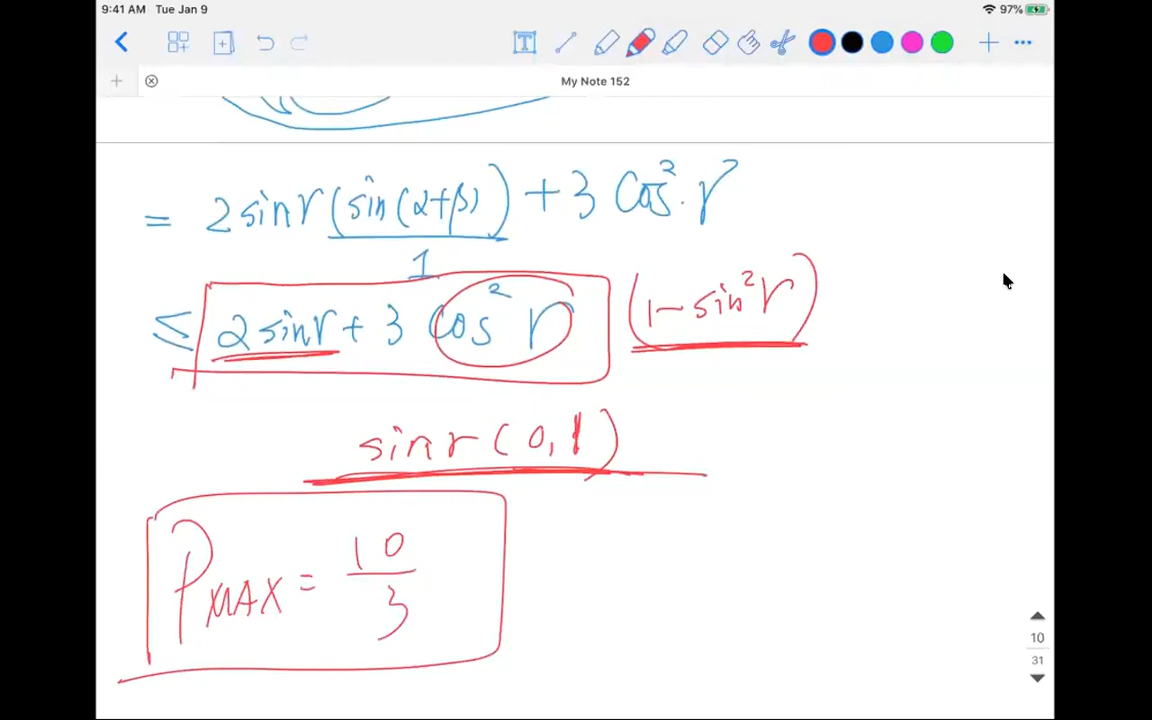 9:41 AM Tue Jan 9
97%
My Note 152
= 2 sin γ (sin (α+β)) + 3 cos² · γ
1
≤ 2 sin γ + 3 cos² γ (1 - sin² γ)
sin γ (0, 1)
P MAX = 10/3
10
31